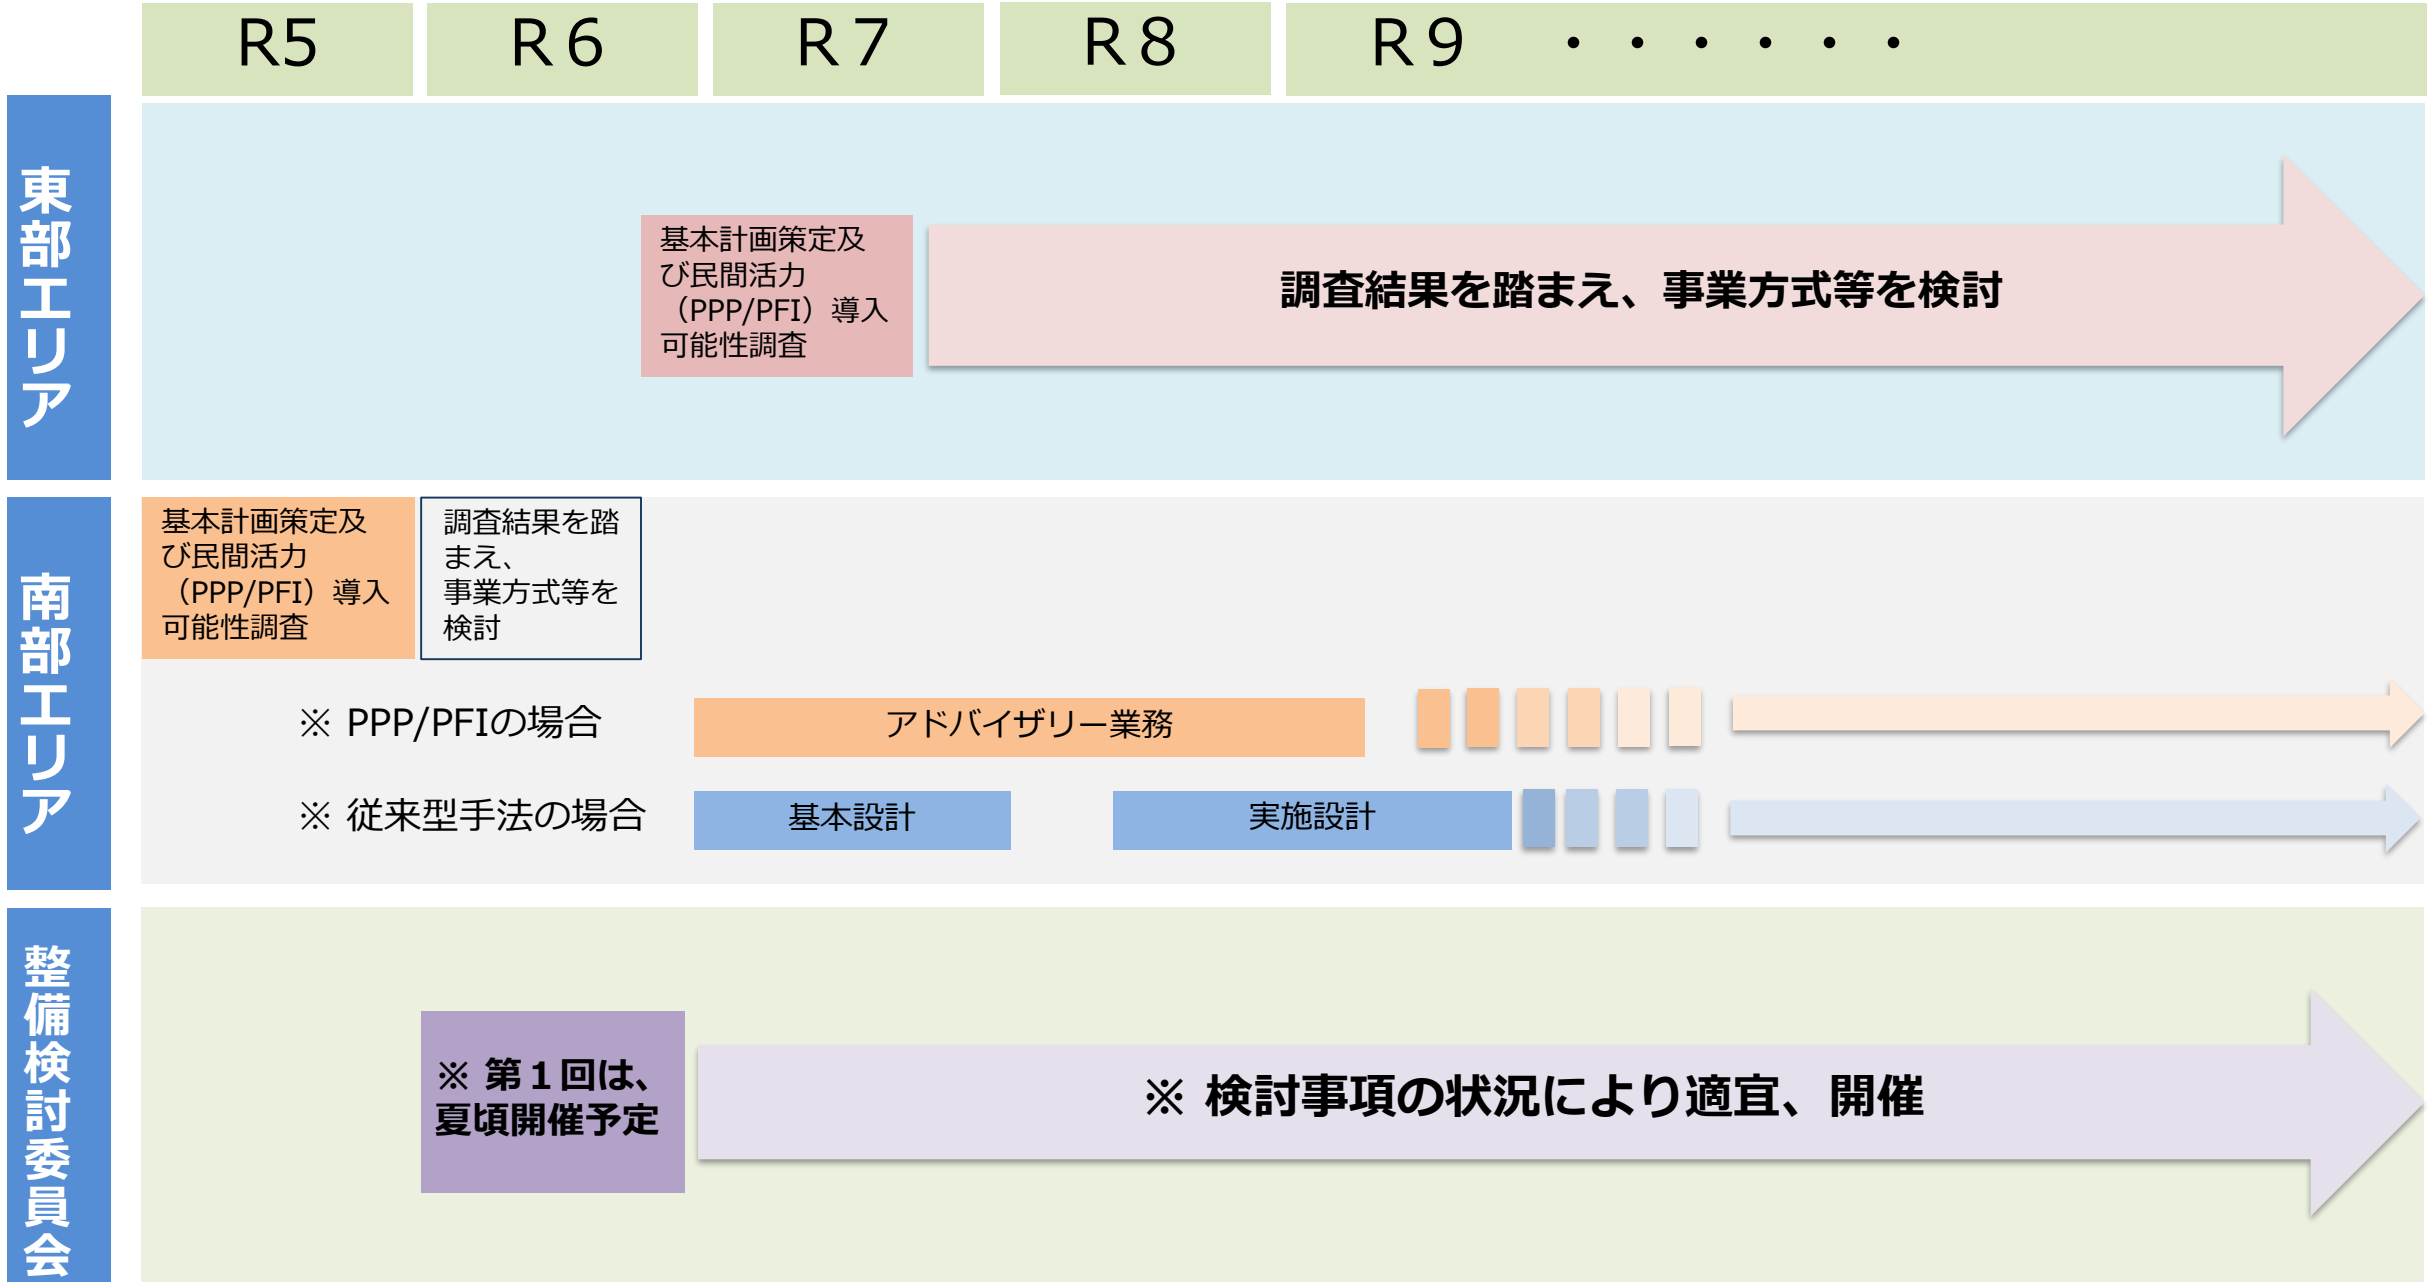 R5
R６
R７
R８
R９　・・・・・・
東部エリア
基本計画策定及
び民間活力
（PPP/PFI）導入
可能性調査
調査結果を踏まえ、事業方式等を検討
南部エリア
基本計画策定及
び民間活力
（PPP/PFI）導入
可能性調査
調査結果を踏
まえ、
事業方式等を
検討
※ PPP/PFIの場合
アドバイザリー業務
※ 従来型手法の場合
基本設計
実施設計
整備検討委員会
※ 第１回は、
夏頃開催予定
※ 検討事項の状況により適宜、開催